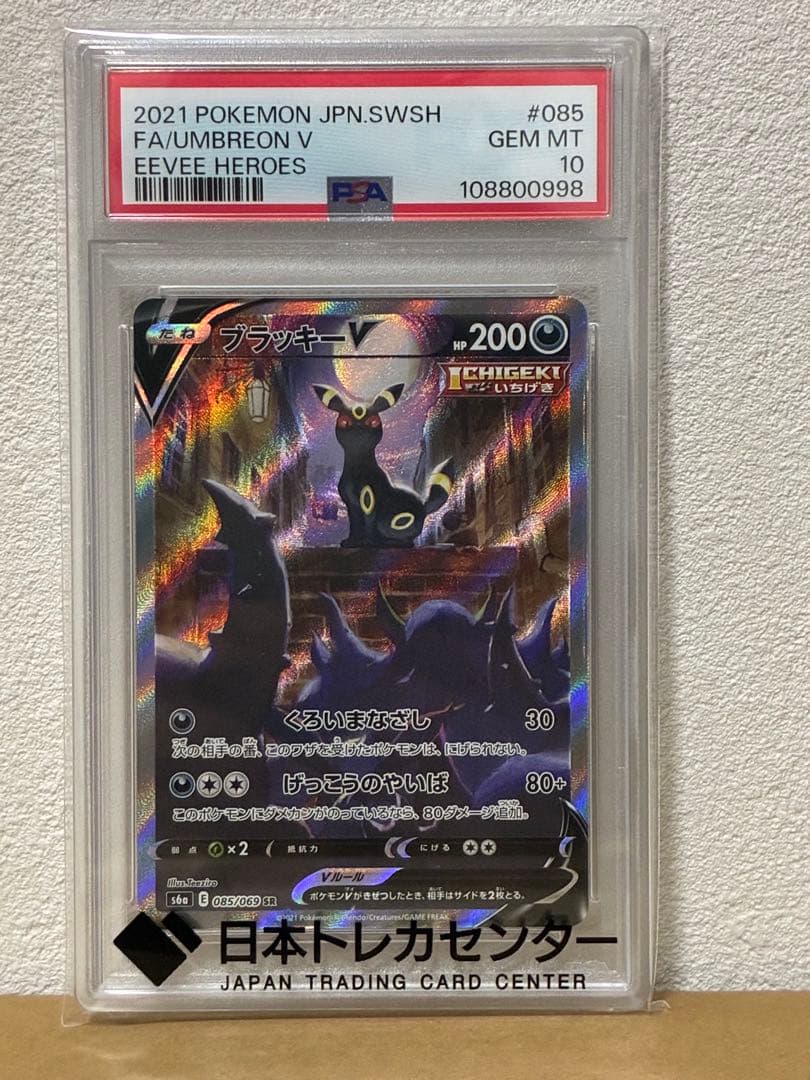 2021 POKEMON JPN.SWSH #085
FA/UMBREON V GEM MT
EEVEE HEROES 10
PSA 108800998
たね ブラッキーV HP 200
ICHIGEKI
いちげき
くろいまなざし 30
次の相手の番、このワザを受けたポケモンは、にげられない。
げっこうのやいば 80+
このポケモンにダメカンがのっているなら、80ダメージ追加。
弱点 ×2 抵抗力 にげる
Vルール
ポケモンVがきぜつしたとき、相手はサイドを2枚とる。
Illus.Teeziro
s6a E 085/069 SR
©2021 Pokémon/Nintendo/Creatures/GAME FREAK
日本トレカセンター
JAPAN TRADING CARD CENTER